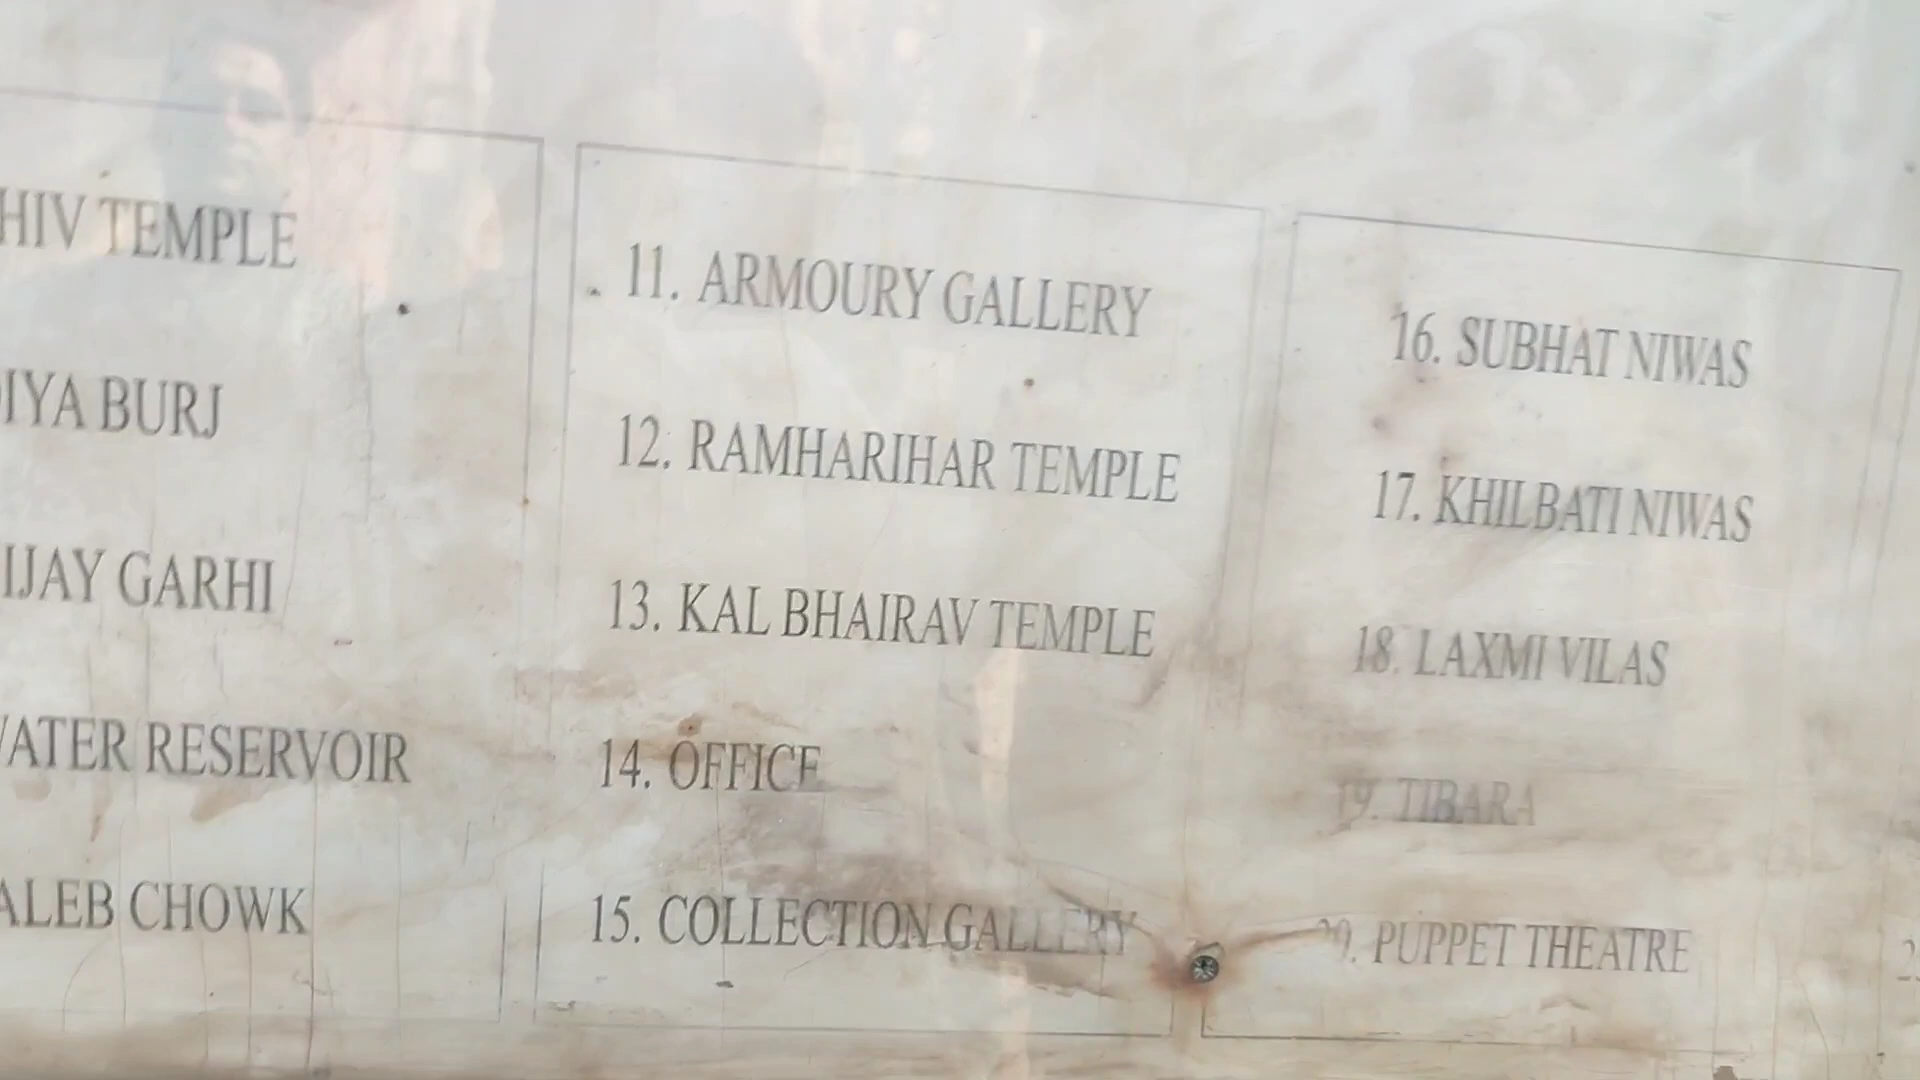 HIV TEMPLE
IYA BURJ
IJAY GARHI
ATER RESERVOIR
ALEB CHOWK
11. ARMOURY GALLERY
12. RAMHARIHAR TEMPLE
13. KAL BHAIRAV TEMPLE
14. OFFICE
15. COLLECTION GALLERY
16. SUBHAT NIWAS
17. KHILBATI NIWAS
18. LAXMI VILAS
19. TIBARA
20. PUPPET THEATRE